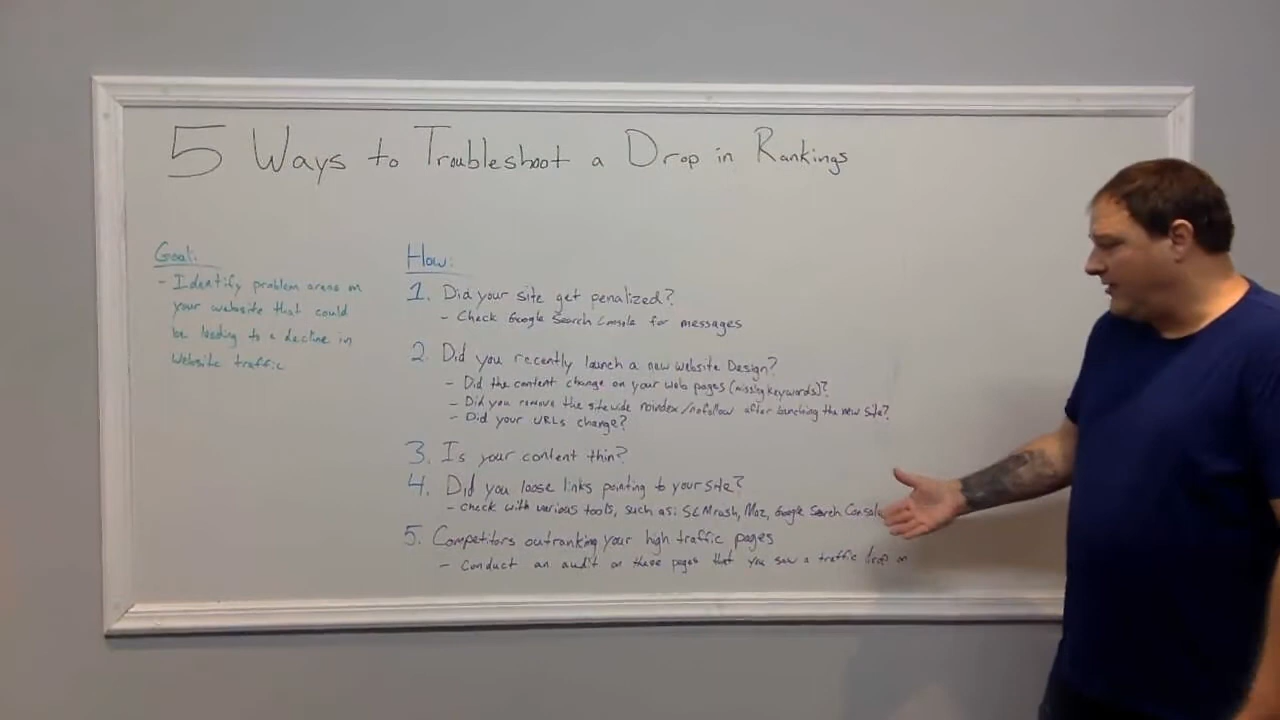 5 Ways to Troubleshoot a Drop in Rankings
Goal:
- Identify problem areas on
your website that could
be leading to a decline in
website traffic
How:
1. Did your site get penalized?
- Check Google Search Console for messages
2. Did you recently launch a new website Design?
- Did the content change on your web pages (missing keywords)?
- Did you remove the sitewide noindex/nofollow after launching the new site?
- Did your URLs change?
3. Is your content thin?
4. Did you loose links pointing to your site?
- check with various tools, such as: SEMrush, Moz, Google Search Console
5. Competitors outranking your high traffic pages
- Conduct an audit on these pages that you saw a traffic drop on